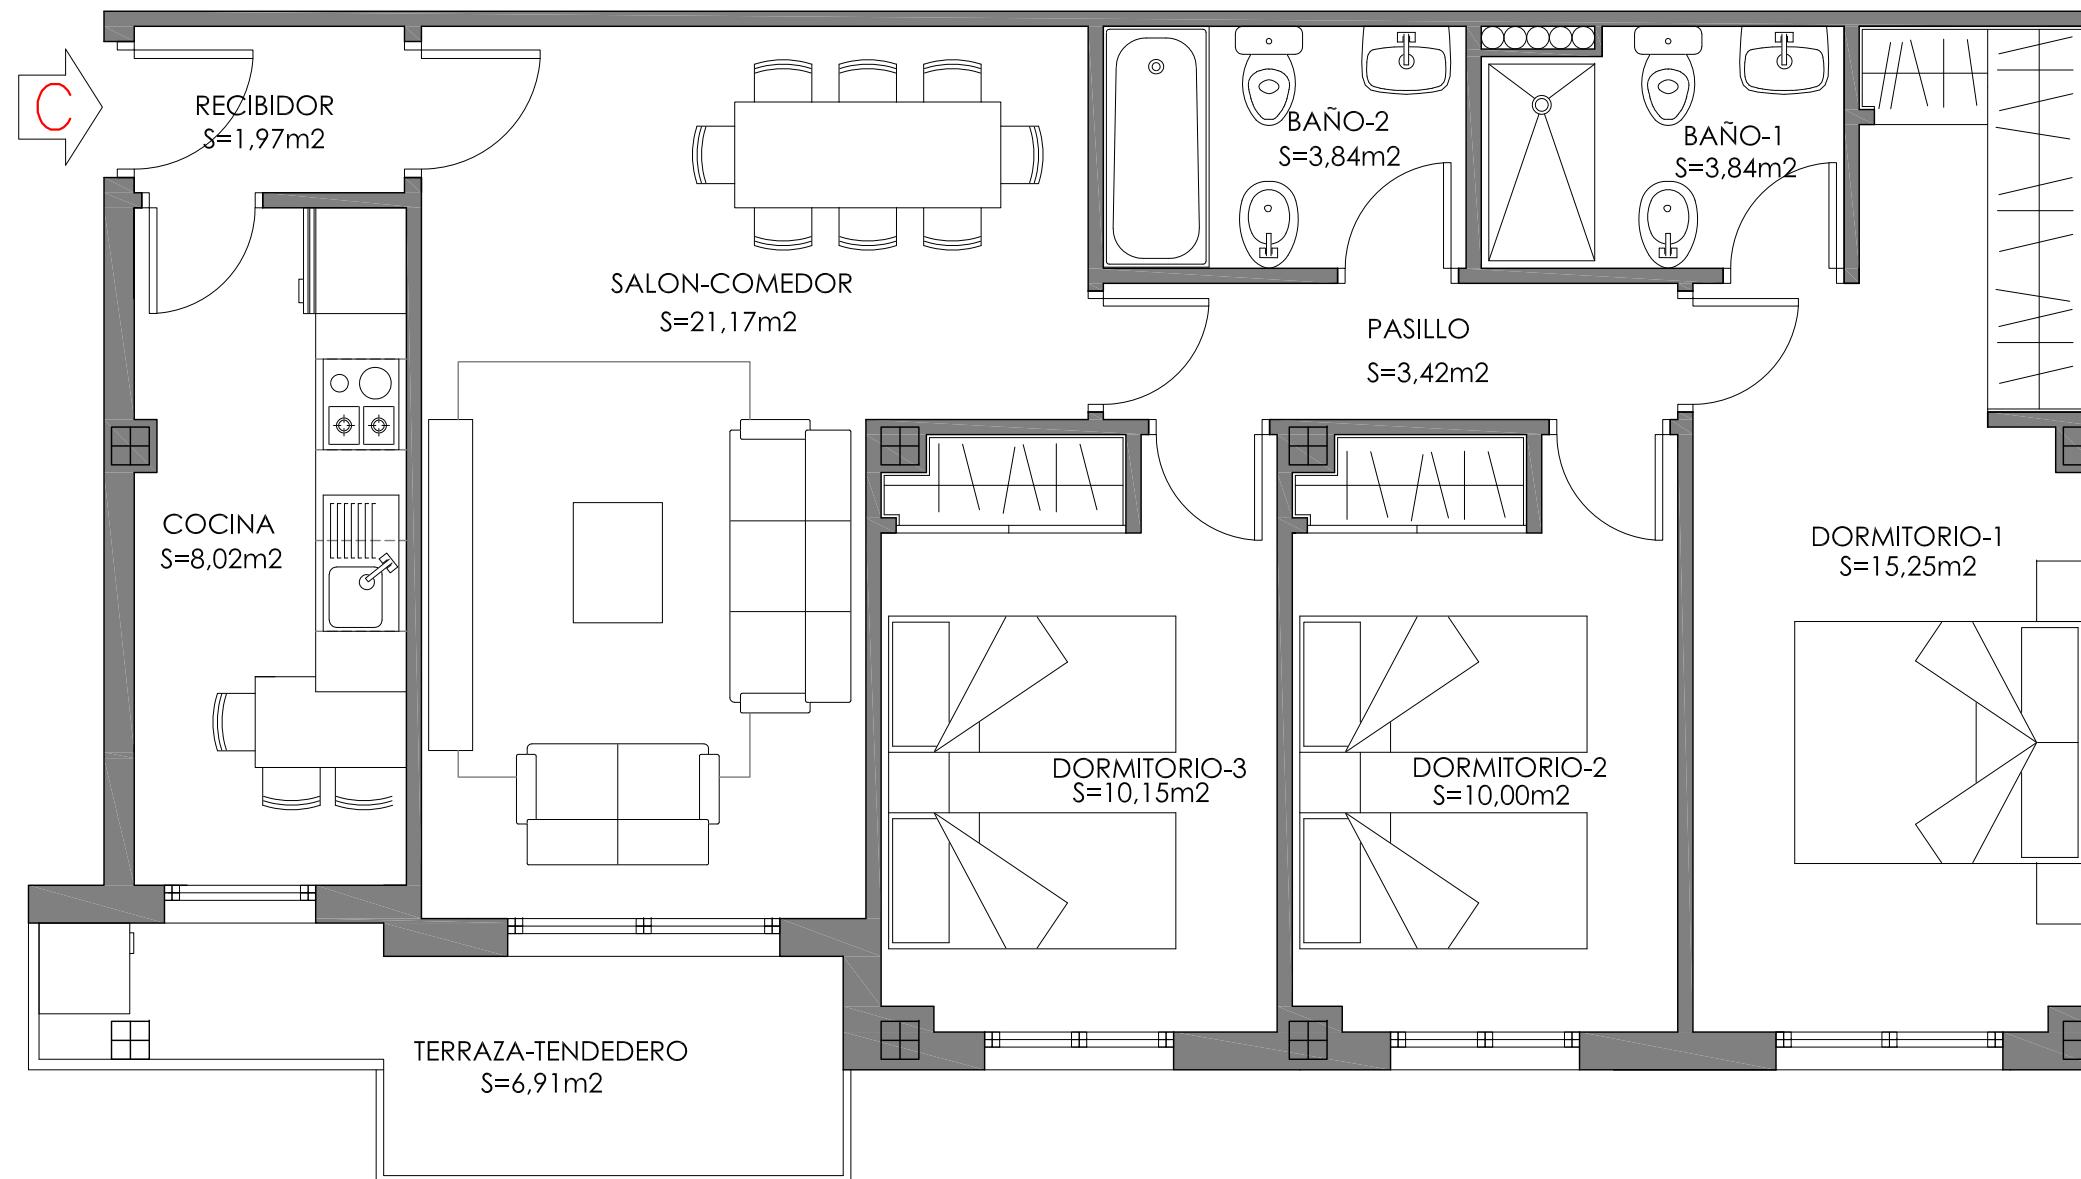 C
RECIBIDOR
S=1,97m2
BAÑO-2
S=3,84m2
BAÑO-1
S=3,84m2
SALON-COMEDOR
S=21,17m2
PASILLO
S=3,42m2
COCINA
S=8,02m2
DORMITORIO-1
S=15,25m2
DORMITORIO-3
S=10,15m2
DORMITORIO-2
S=10,00m2
TERRAZA-TENDEDERO
S=6,91m2